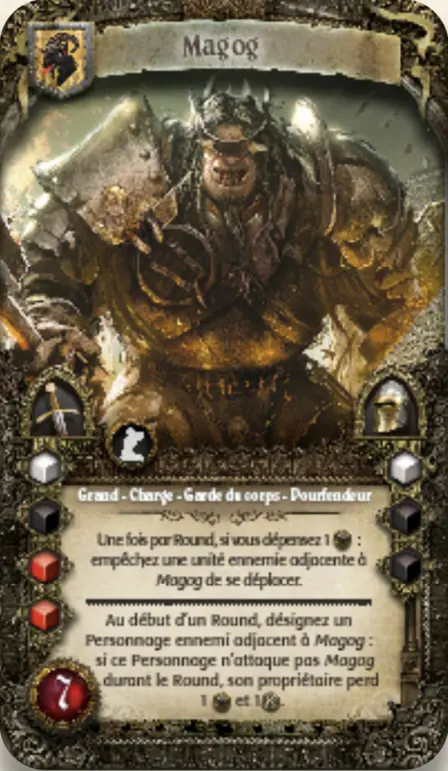 Magog
Grand - Charge - Garde du corps - Pourfendeur
Une fois par Round, si vous dépensez 1 :
empêchez une unité ennemie adjacente à
Magog de se déplacer.
Au début d'un Round, désignez un
Personnage ennemi adjacent à Magog :
si ce Personnage n'attaque pas Magog
durant le Round, son propriétaire perd
1 et 1 .
7